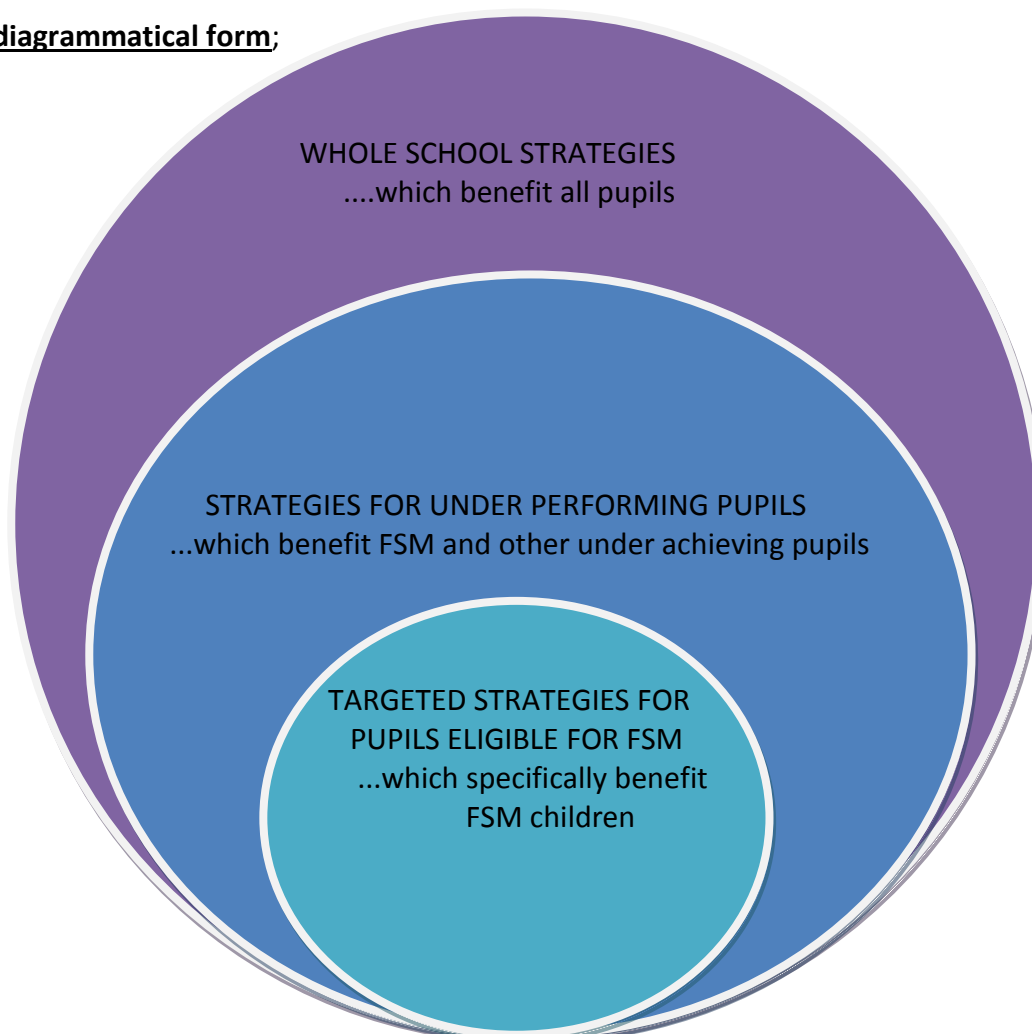 diagrammatical form;
WHOLE SCHOOL STRATEGIES
....which benefit all pupils
STRATEGIES FOR UNDER PERFORMING PUPILS
...which benefit FSM and other under achieving pupils
TARGETED STRATEGIES FOR
PUPILS ELIGIBLE FOR FSM
...which specifically benefit
FSM children